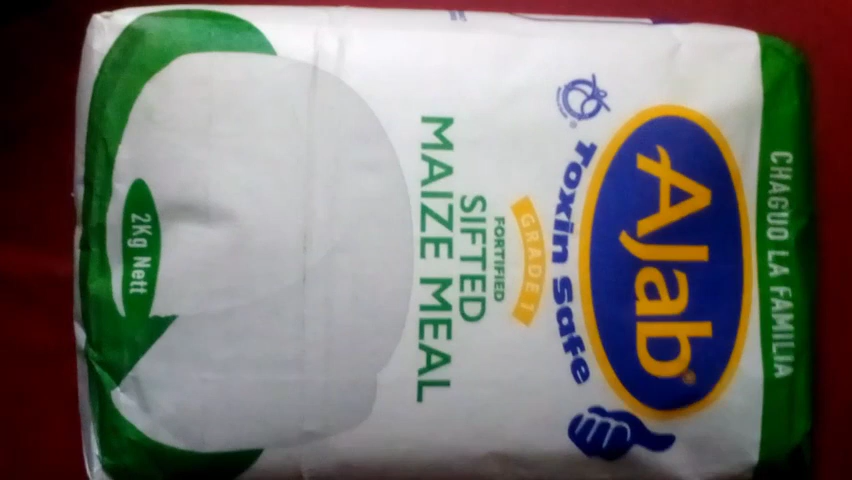 CHAGUO LA FAMILIA
AJab®
Toxin Safe
GRADE 1
FORTIFIED
SIFTED
MAIZE MEAL
2Kg Nett